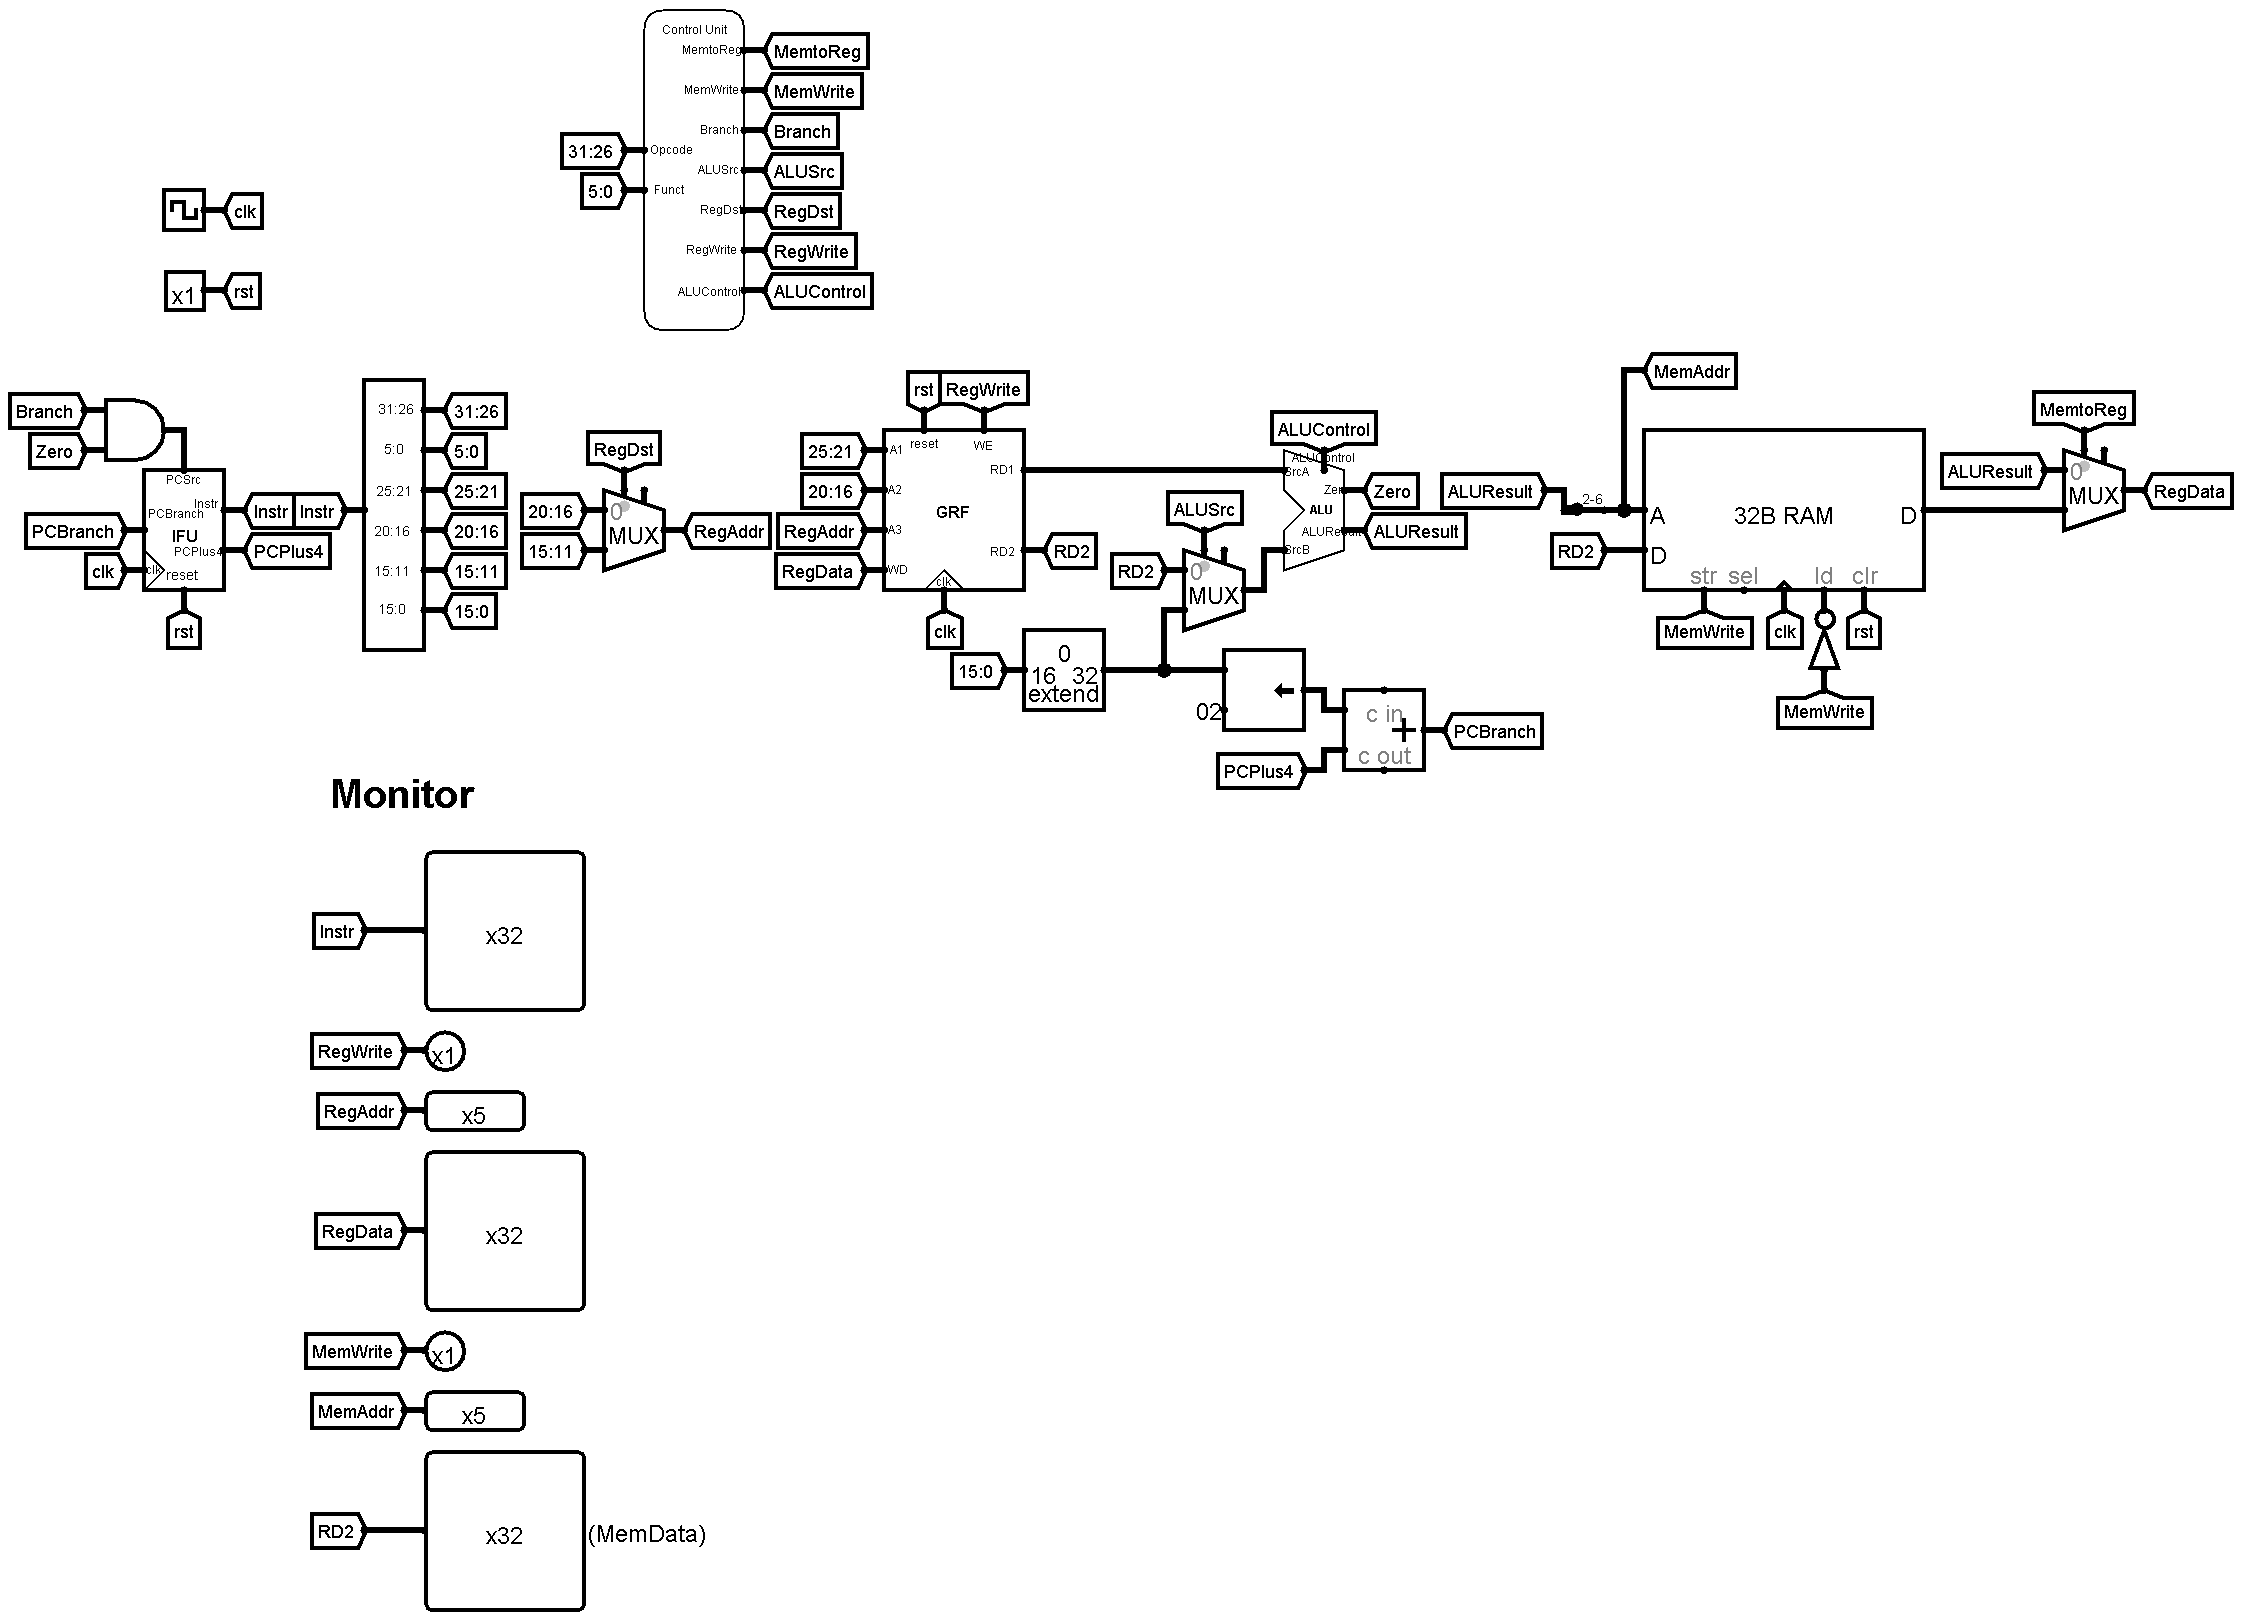 Control Unit
MemtoReg MemtoReg
MemWrite MemWrite
Branch Branch
31:26 Opcode
ALUSrc ALUSrc
5:0 Funct
RegDst RegDst
RegWrite RegWrite
ALUControl ALUControl
clk
x1 rst
Branch
Zero
PCSrc
Instr
PCBranch
PCBranch
IFU
PCPlus4
clk
clk
reset
rst
Instr
Instr
PCPlus4
31:26 31:26
5:0 5:0
25:21 25:21
20:16 20:16
15:11 15:11
15:0 15:0
RegDst
20:16
0
MUX
15:11
RegAddr
rst RegWrite
reset
WE
25:21 A1
20:16 A2
RegAddr A3
RegData WD
GRF
RD1
RD2 RD2
clk
clk
ALUSrc
RD2
0
MUX
15:0
0
16 32
extend
02
PCPlus4
c in
+
c out
PCBranch
ALUControl
ALUControl
SrcA
SrcB
ALU
Zer
Zero
ALUResult
ALUResult
ALUResult
2-6
MemAddr
RD2
A
D
32B RAM
D
str sel ld clr
MemWrite
clk
rst
MemWrite
MemtoReg
ALUResult
0
MUX
RegData
Monitor
Instr x32
RegWrite x1
RegAddr x5
RegData x32
MemWrite x1
MemAddr x5
RD2 x32 (MemData)